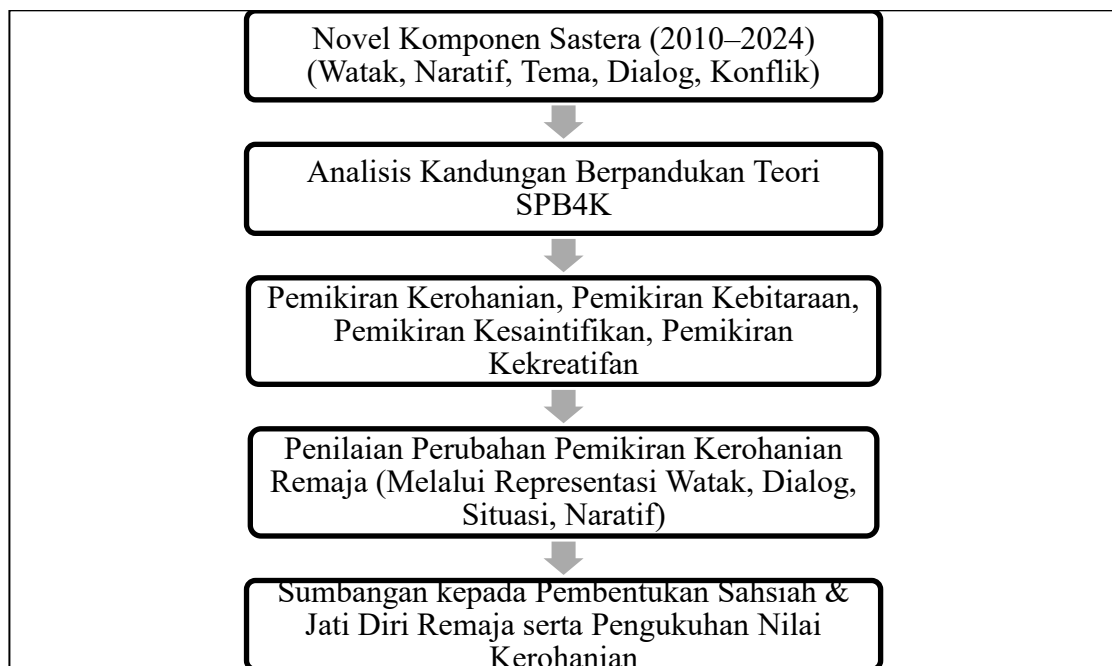 Novel Komponen Sastera (2010–2024)
(Watak, Naratif, Tema, Dialog, Konflik)
Analisis Kandungan Berpandukan Teori
SPB4K
Pemikiran Kerohanian, Pemikiran Kebitaraan,
Pemikiran Kesaintifikan, Pemikiran
Kekreatifan
Penilaian Perubahan Pemikiran Kerohanian
Remaja (Melalui Representasi Watak, Dialog,
Situasi, Naratif)
Sumbangan kepada Pembentukan Sahsiah &
Jati Diri Remaja serta Pengukuhan Nilai
Kerohanian